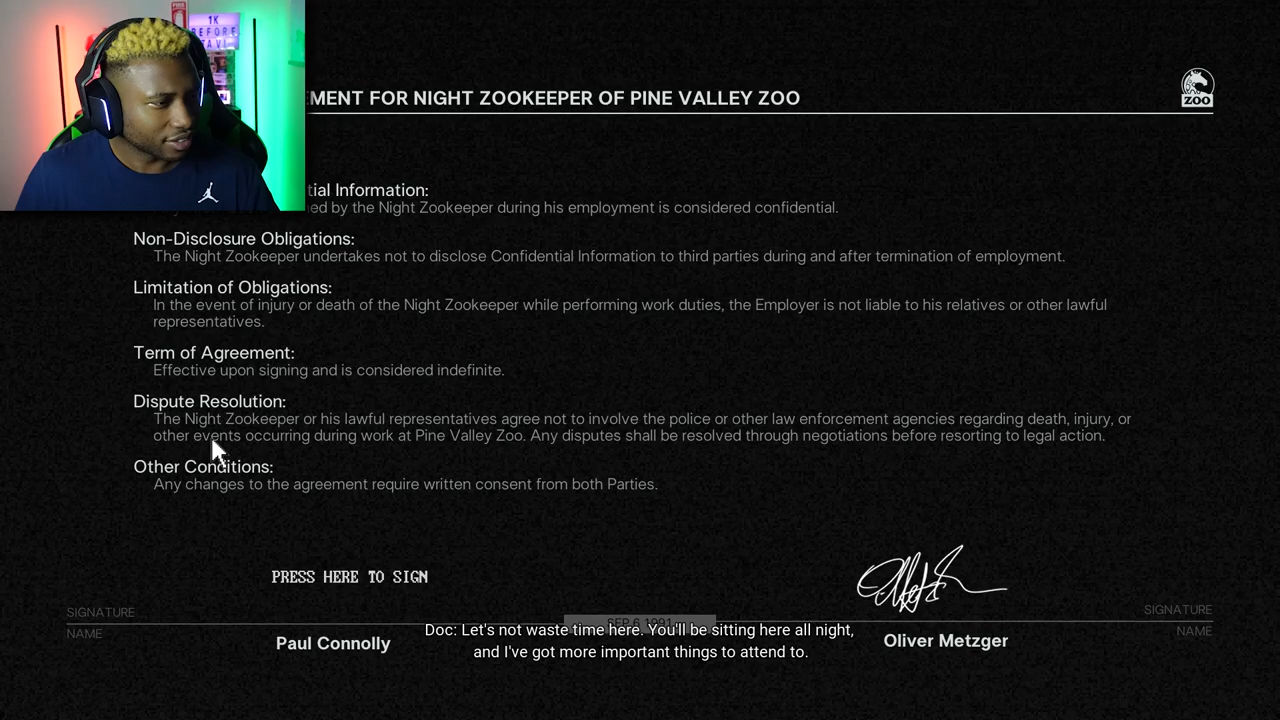 1K
BEFORE
MENT FOR NIGHT ZOOKEEPER OF PINE VALLEY ZOO
ZOO
tial Information:
ed by the Night Zookeeper during his employment is considered confidential.
Non-Disclosure Obligations:
The Night Zookeeper undertakes not to disclose Confidential Information to third parties during and after termination of employment.
Limitation of Obligations:
In the event of injury or death of the Night Zookeeper while performing work duties, the Employer is not liable to his relatives or other lawful
representatives.
Term of Agreement:
Effective upon signing and is considered indefinite.
Dispute Resolution:
The Night Zookeeper or his lawful representatives agree not to involve the police or other law enforcement agencies regarding death, injury, or
other events occurring during work at Pine Valley Zoo. Any disputes shall be resolved through negotiations before resorting to legal action.
Other Conditions:
Any changes to the agreement require written consent from both Parties.
PRESS HERE TO SIGN
SIGNATURE
SIGNATURE
NAME
NAME
SEP 6 1991
Paul Connolly
Oliver Metzger
Doc: Let's not waste time here. You'll be sitting here all night,
and I've got more important things to attend to.